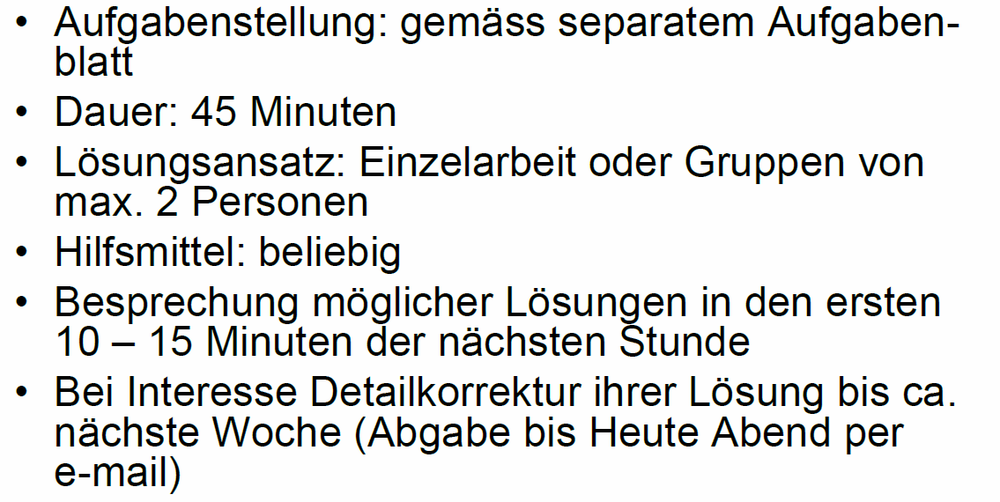 • Aufgabenstellung: gemäss separatem Aufgaben-
blatt
• Dauer: 45 Minuten
• Lösungsansatz: Einzelarbeit oder Gruppen von
max. 2 Personen
• Hilfsmittel: beliebig
• Besprechung möglicher Lösungen in den ersten
10 – 15 Minuten der nächsten Stunde
• Bei Interesse Detailkorrektur ihrer Lösung bis ca.
nächste Woche (Abgabe bis Heute Abend per
e-mail)